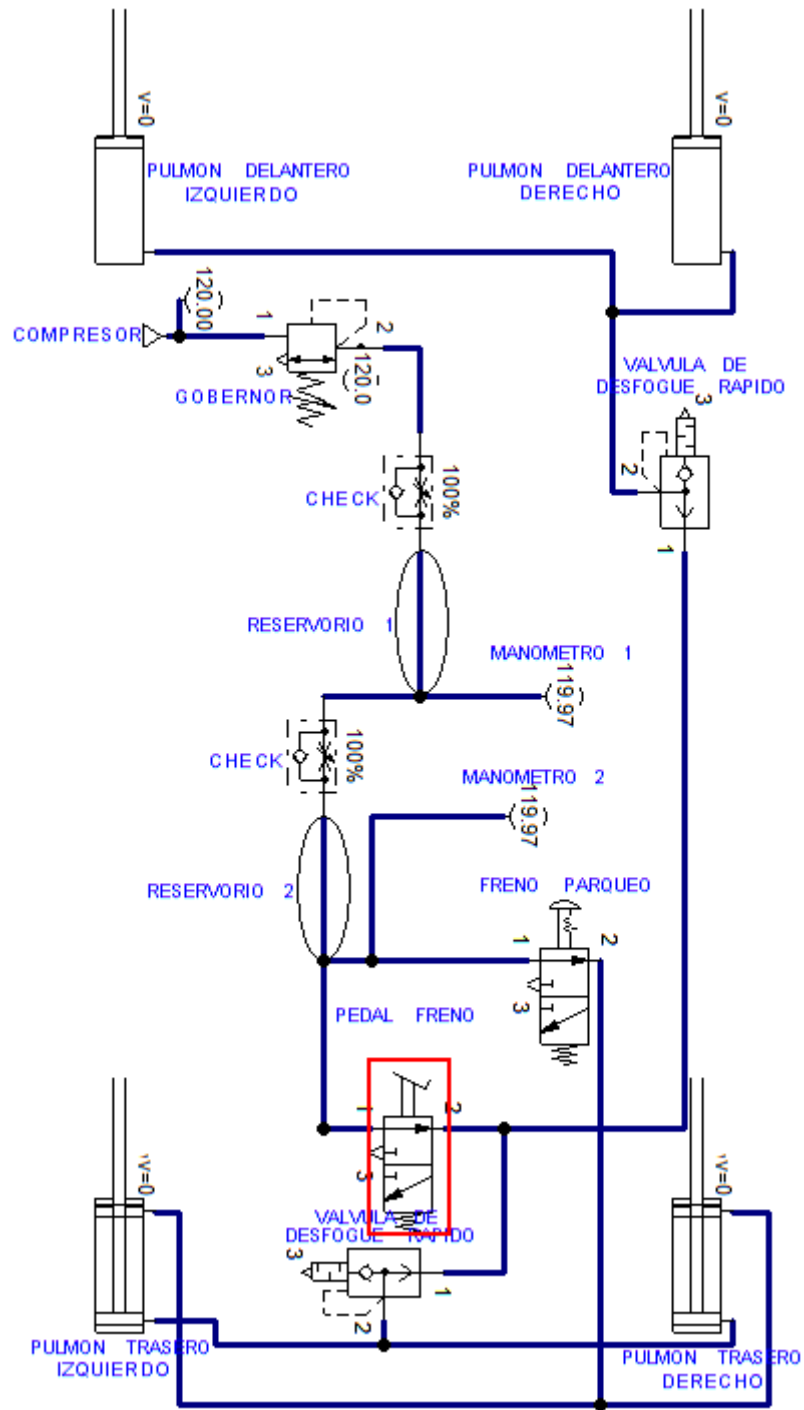 v=0
v=0
PULMON DELANTERO
IZQUIERDO
PULMON DELANTERO
DERECHO
120.00
1
2
COMPRESOR
3
120.0
GOBERNOR
VALVULA DE
DESFOGUE RAPIDO
3
2
1
100%
CHECK
RESERVORIO 1
MANOMETRO 1
119.97
100%
CHECK
MANOMETRO 2
119.97
RESERVORIO 2
FRENO PARQUEO
1
2
3
PEDAL FRENO
1
2
3
v=0
v=0
VALVULA DE
DESFOGUE RAPIDO
3
1
2
PULMON TRASERO
IZQUIERDO
PULMON TRASERO
DERECHO